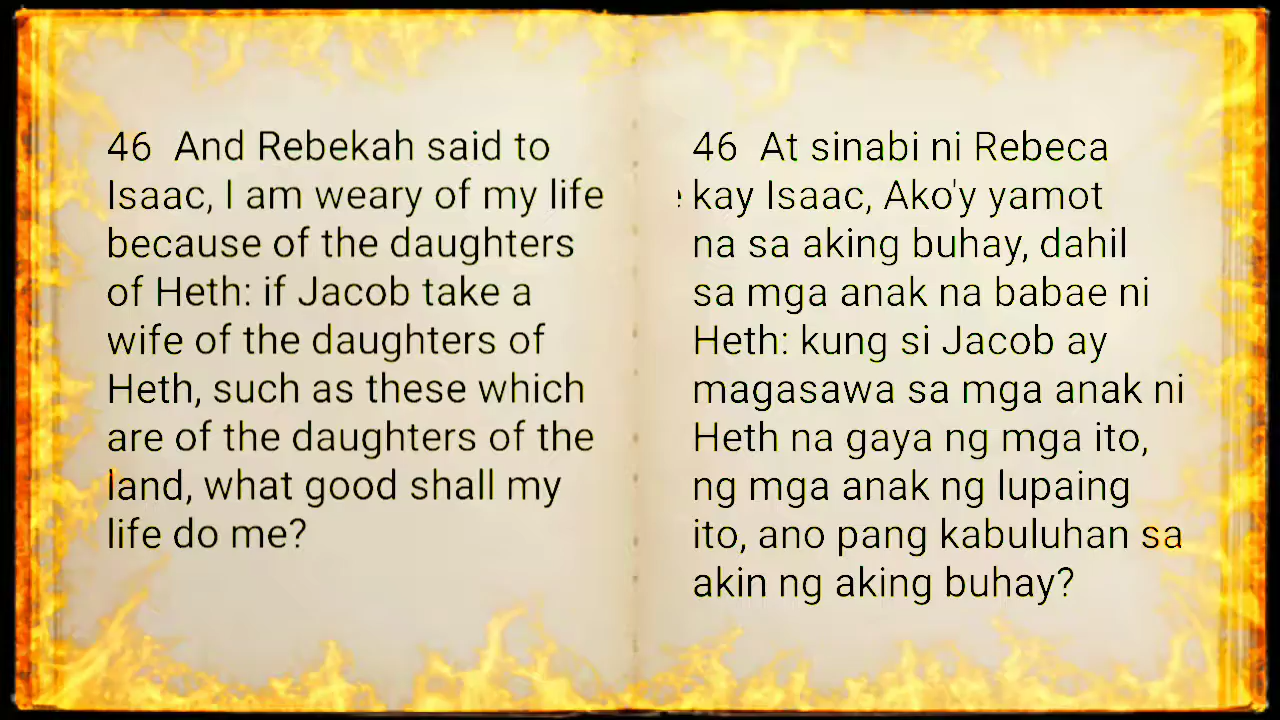 46 And Rebekah said to
Isaac, I am weary of my life
because of the daughters
of Heth: if Jacob take a
wife of the daughters of
Heth, such as these which
are of the daughters of the
land, what good shall my
life do me?
46 At sinabi ni Rebeca
kay Isaac, Ako'y yamot
na sa aking buhay, dahil
sa mga anak na babae ni
Heth: kung si Jacob ay
magasawa sa mga anak ni
Heth na gaya ng mga ito,
ng mga anak ng lupaing
ito, ano pang kabuluhan sa
akin ng aking buhay?